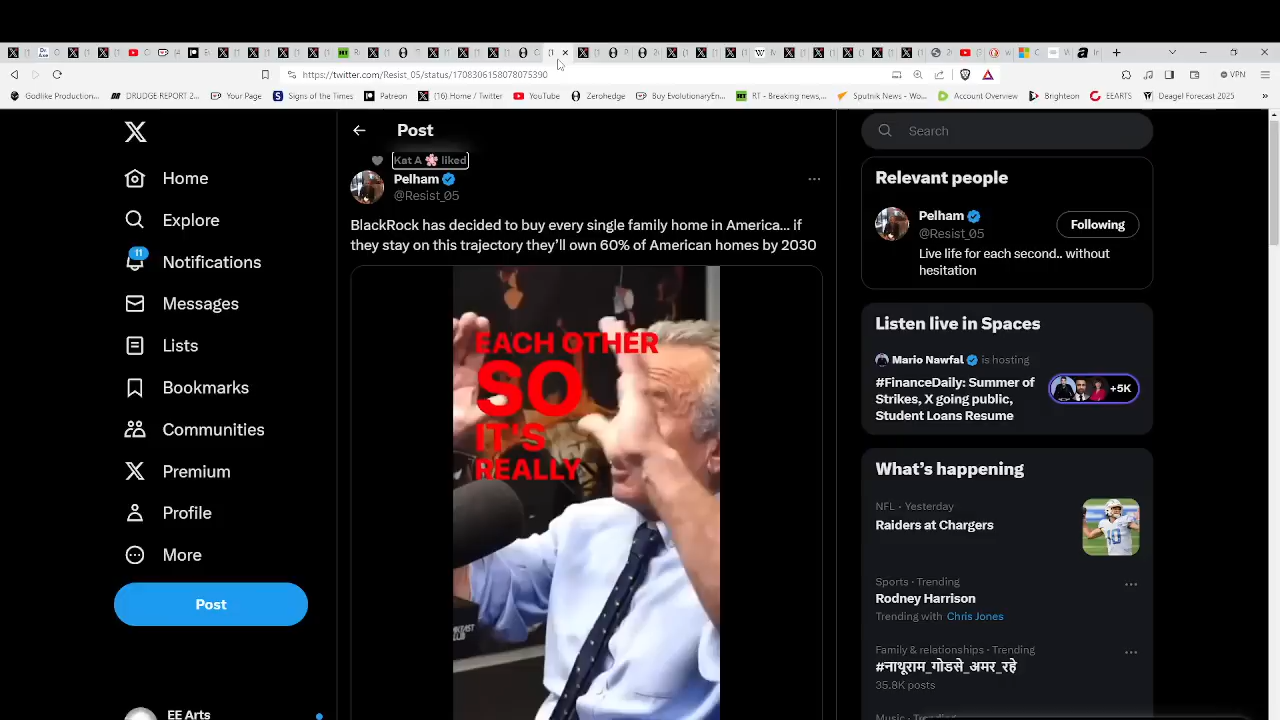 https://twitter.com/Resist_05/status/1708306158078075390
VPN
Godlike Production...
DRUDGE REPORT 2...
Your Page
Signs of the Times
Patreon
(16) Home / Twitter
YouTube
Zerohedge
Buy EvolutionaryEn...
RT - Breaking news,...
Sputnik News - Wo...
Account Overview
Brighteon
EEARTS
Deagel Forecast 2025
Home
Explore
11
Notifications
Messages
Lists
Bookmarks
Communities
Premium
Profile
More
Post
EE Arts
Post
Kat A 🌸 liked
Pelham
@Resist_05
BlackRock has decided to buy every single family home in America... if
they stay on this trajectory they’ll own 60% of American homes by 2030
EACH OTHER
SO
IT'S
REALLY
Search
Relevant people
Pelham
@Resist_05
Following
Live life for each second.. without
hesitation
Listen live in Spaces
Mario Nawfal is hosting
#FinanceDaily: Summer of
Strikes, X going public,
Student Loans Resume
+5K
What’s happening
NFL · Yesterday
Raiders at Chargers
Sports · Trending
Rodney Harrison
Trending with Chris Jones
Family & relationships · Trending
#नाथूराम_गोडसे_अमर_रहे
35.8K posts
Music · Trending